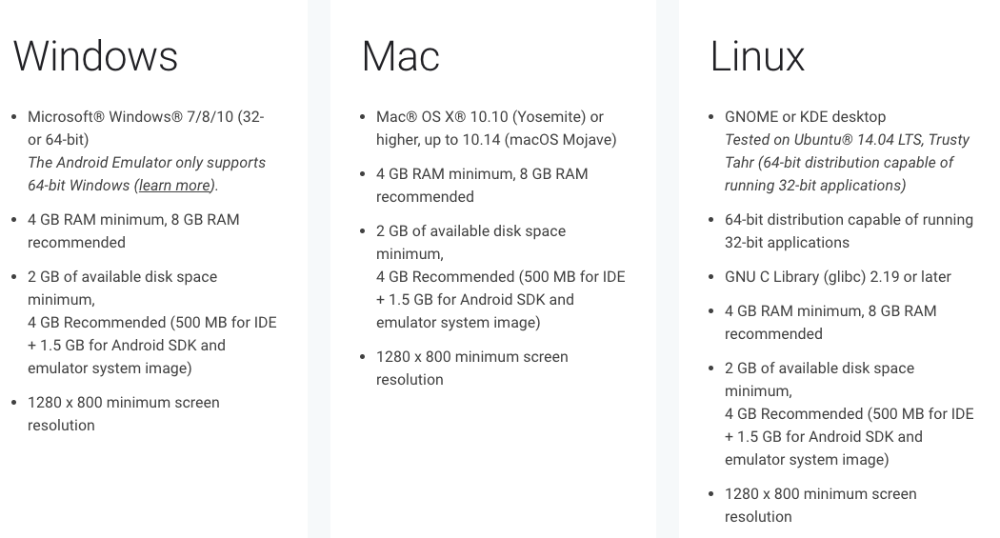 Windows
• Microsoft® Windows® 7/8/10 (32-
or 64-bit)
The Android Emulator only supports
64-bit Windows (learn more).
• 4 GB RAM minimum, 8 GB RAM
recommended
• 2 GB of available disk space
minimum,
4 GB Recommended (500 MB for IDE
+ 1.5 GB for Android SDK and
emulator system image)
• 1280 x 800 minimum screen
resolution
Mac
• Mac® OS X® 10.10 (Yosemite) or
higher, up to 10.14 (macOS Mojave)
• 4 GB RAM minimum, 8 GB RAM
recommended
• 2 GB of available disk space
minimum,
4 GB Recommended (500 MB for IDE
+ 1.5 GB for Android SDK and
emulator system image)
• 1280 x 800 minimum screen
resolution
Linux
• GNOME or KDE desktop
Tested on Ubuntu® 14.04 LTS, Trusty
Tahr (64-bit distribution capable of
running 32-bit applications)
• 64-bit distribution capable of running
32-bit applications
• GNU C Library (glibc) 2.19 or later
• 4 GB RAM minimum, 8 GB RAM
recommended
• 2 GB of available disk space
minimum,
4 GB Recommended (500 MB for IDE
+ 1.5 GB for Android SDK and
emulator system image)
• 1280 x 800 minimum screen
resolution